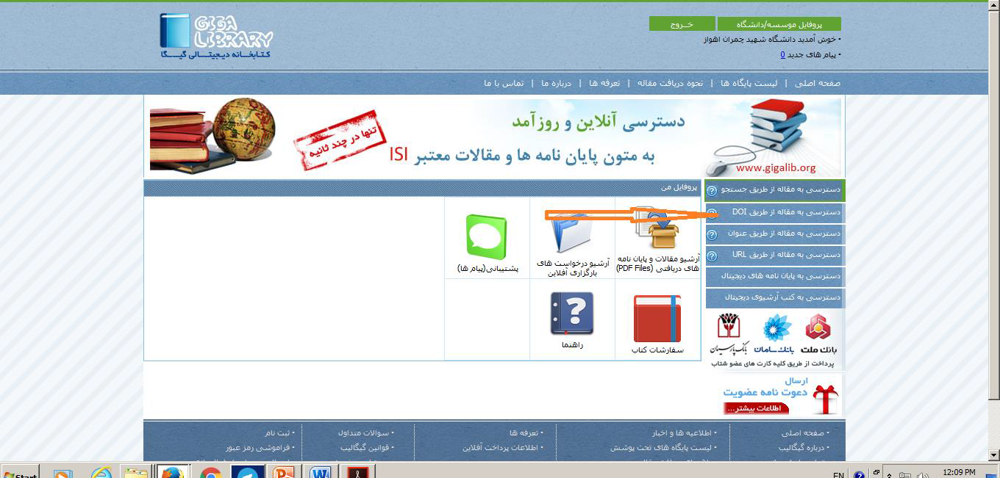 پروفایل موسسه/دانشگاه
خـــروج
• خوش آمدید دانشگاه شهید چمران اهواز
• پیام های جدید 0
GIGA
LIBRARY
کتابخانه دیجیتالی گیگا
صفحه اصلی | لیست پایگاه ها | نحوه دریافت مقاله | تعرفه ها | درباره ما | تماس با ما
دسترسی آنلاین و روزآمد
به متون پایان نامه ها و مقالات معتبر ISI
تنها در چند ثانیه
www.gigalib.org
دسترسی به مقاله از طریق جستجو
دسترسی به مقاله از طریق DOI
دسترسی به مقاله از طریق عنوان
دسترسی به مقاله از طریق URL
دسترسی به پایان نامه های دیجیتال
دسترسی به کتب آرشیوی دیجیتال
بانک ملت
بانک سامان
بانک پارسیان
پرداخت از طریق کلیه کارت های عضو شتاب
ارسال
دعوت نامه عضویت
اطلاعات بیشتر...
پروفایل من
آرشیو مقالات و پایان نامه
های دریافتی (PDF Files)
آرشیو درخواست های
بارگزاری آفلاین
پشتیبانی(پیام ها)
سفارشات کتاب
راهنما
• صفحه اصلی
• درباره گیگالیب
• اطلاعیه ها و اخبار
• لیست پایگاه های تحت پوشش
• تعرفه ها
• اطلاعات پرداخت آفلاین
• سوالات متداول
• قوانین گیگالیب
• ثبت نام
• فراموشی رمز عبور
Start
EN
12:09 PM